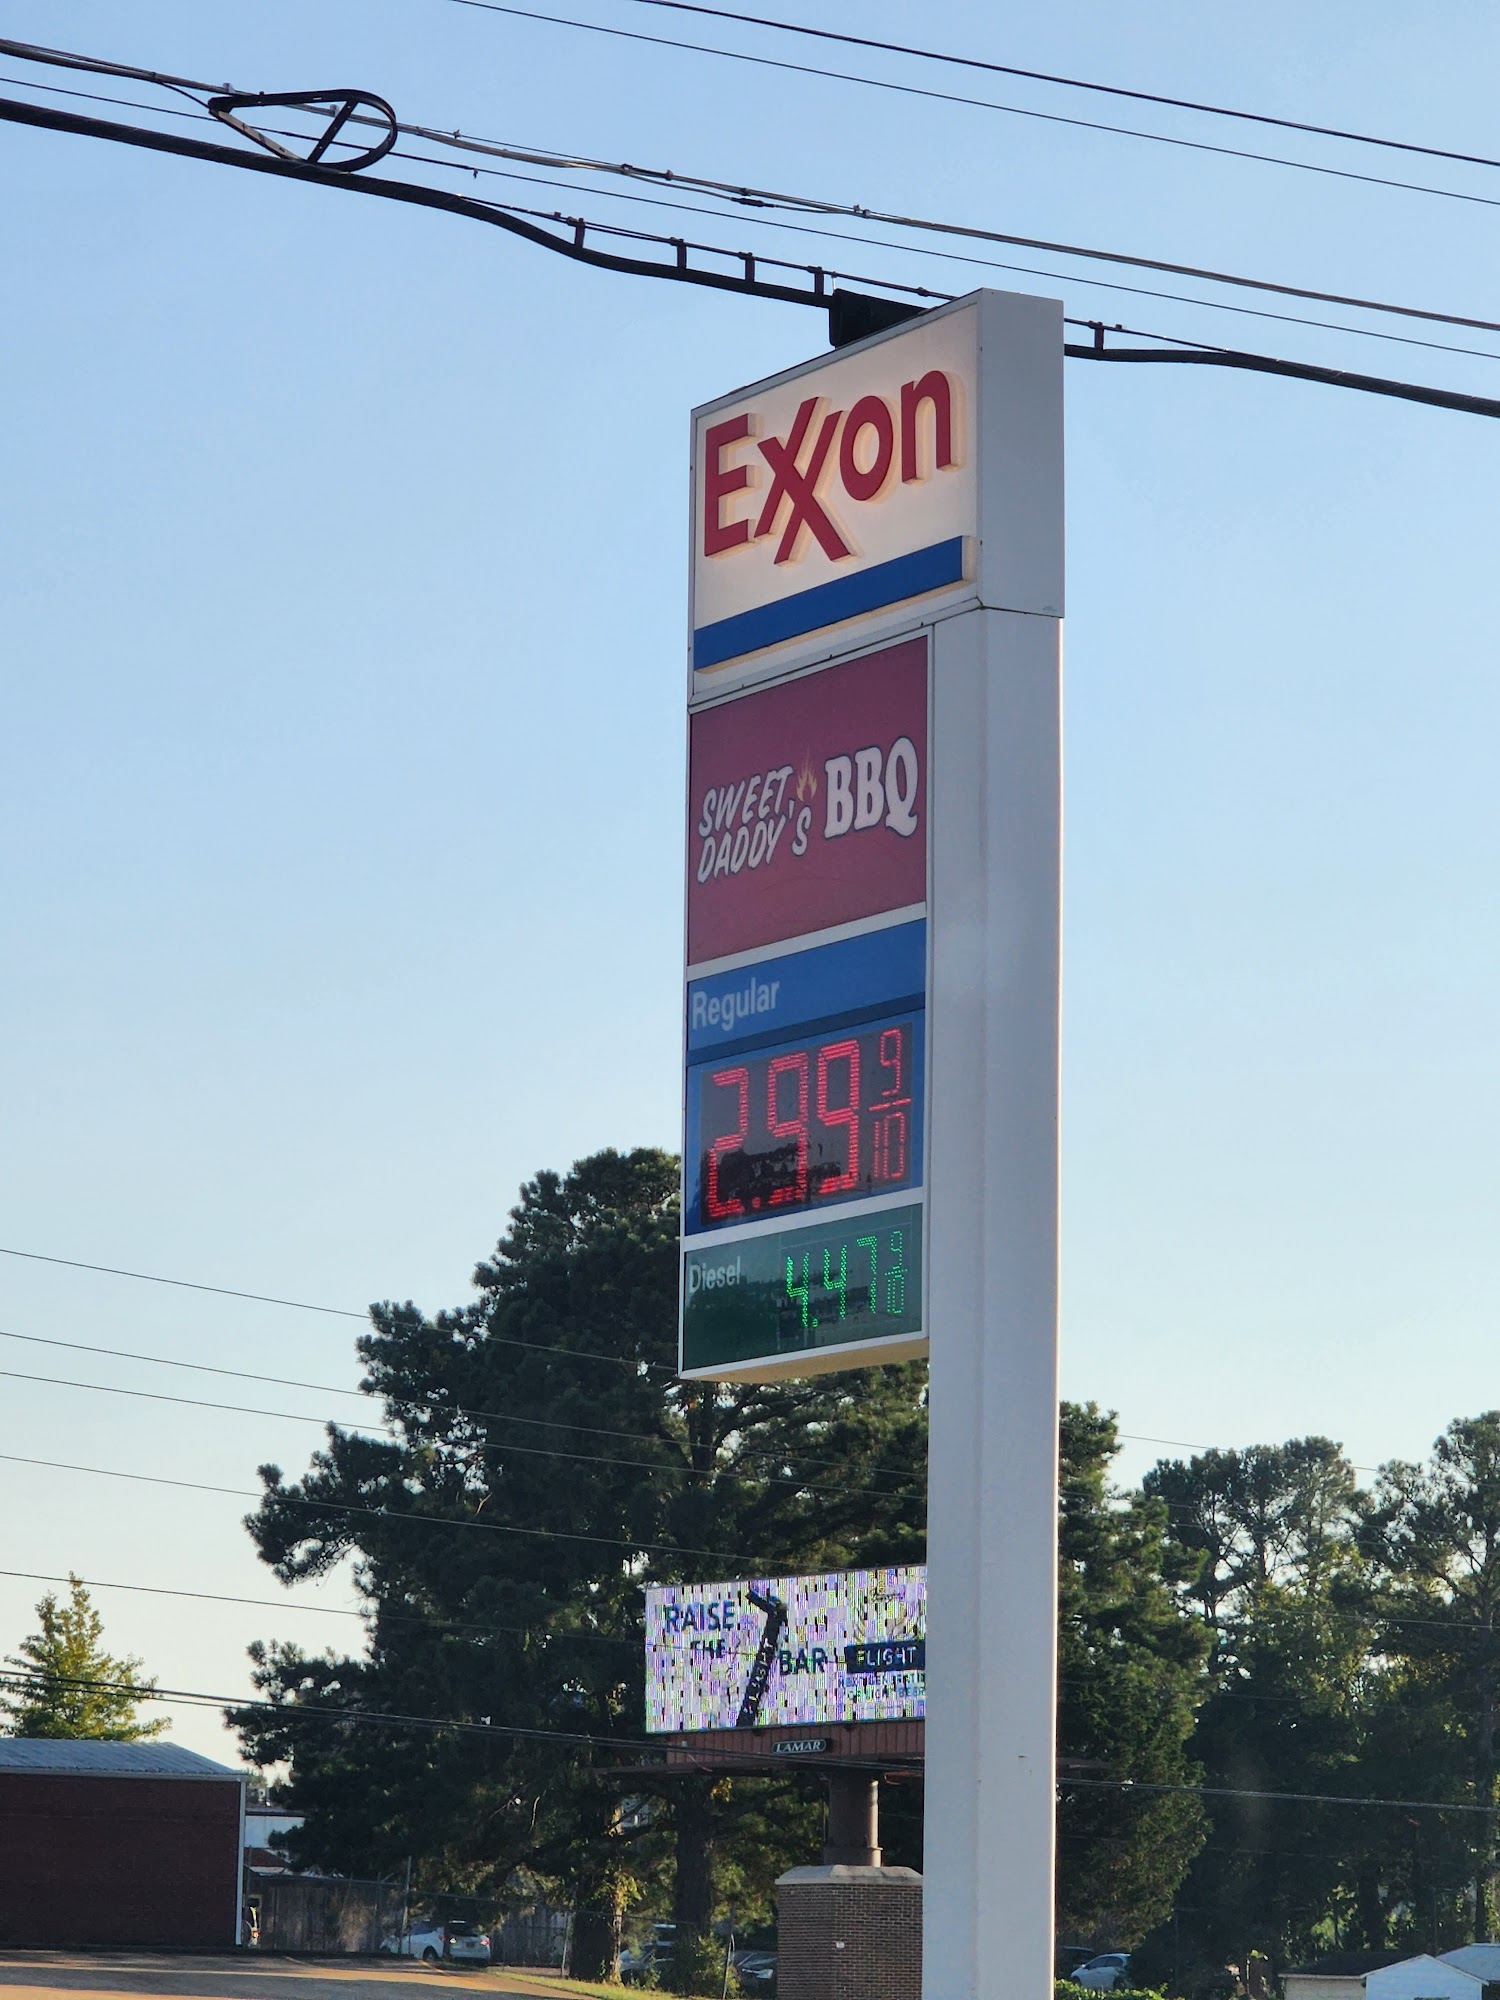 Exxon
SWEET BBQ
DADDY'S
Regular
2.99 9/10
Diesel 4.47 9/10
RAISE
THE
BAR FLIGHT
LAMAR